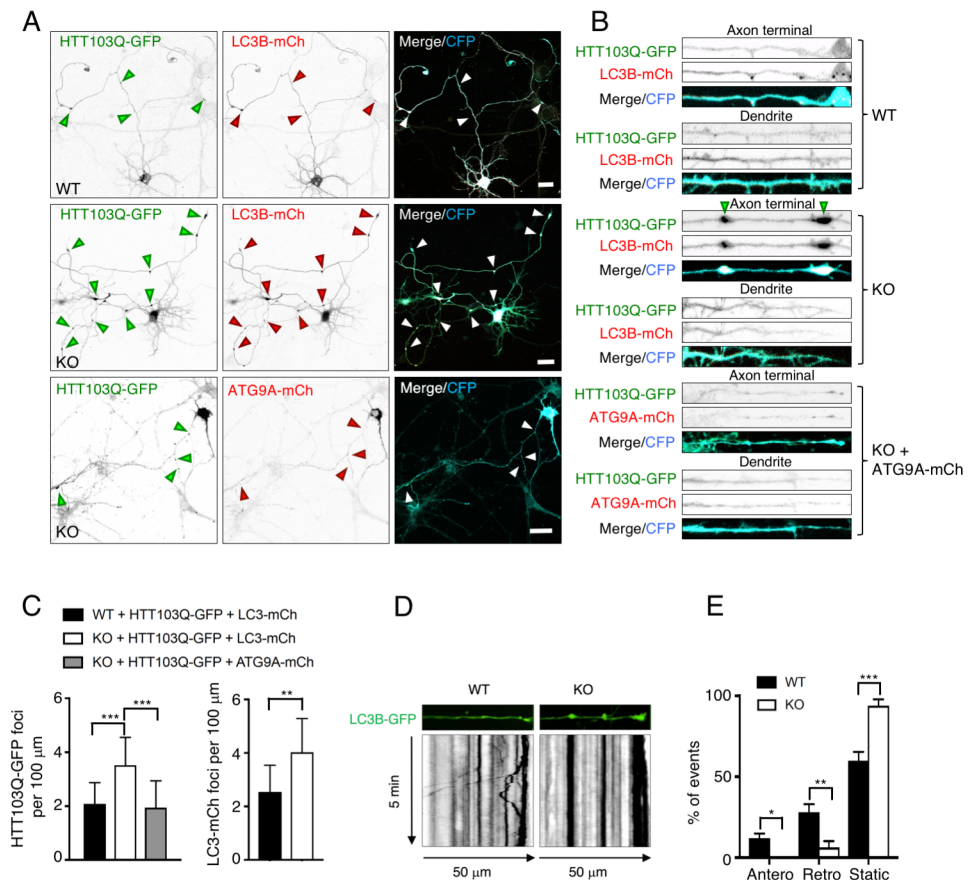 A
HTT103Q-GFP
LC3B-mCh
Merge/CFP
WT
HTT103Q-GFP
LC3B-mCh
Merge/CFP
KO
HTT103Q-GFP
ATG9A-mCh
Merge/CFP
KO
B
Axon terminal
HTT103Q-GFP
LC3B-mCh
Merge/CFP
Dendrite
HTT103Q-GFP
LC3B-mCh
Merge/CFP
WT
Axon terminal
HTT103Q-GFP
LC3B-mCh
Merge/CFP
Dendrite
HTT103Q-GFP
LC3B-mCh
Merge/CFP
KO
Axon terminal
HTT103Q-GFP
ATG9A-mCh
Merge/CFP
Dendrite
HTT103Q-GFP
ATG9A-mCh
Merge/CFP
KO +
ATG9A-mCh
C
WT + HTT103Q-GFP + LC3-mCh
KO + HTT103Q-GFP + LC3-mCh
KO + HTT103Q-GFP + ATG9A-mCh
HTT103Q-GFP foci
per 100 µm
6
4
2
0
***
***
LC3-mCh foci per 100 µm
6
4
2
0
**
D
WT
KO
LC3B-GFP
5 min
50 µm
50 µm
E
WT
KO
% of events
100
50
0
*
**
***
Antero
Retro
Static